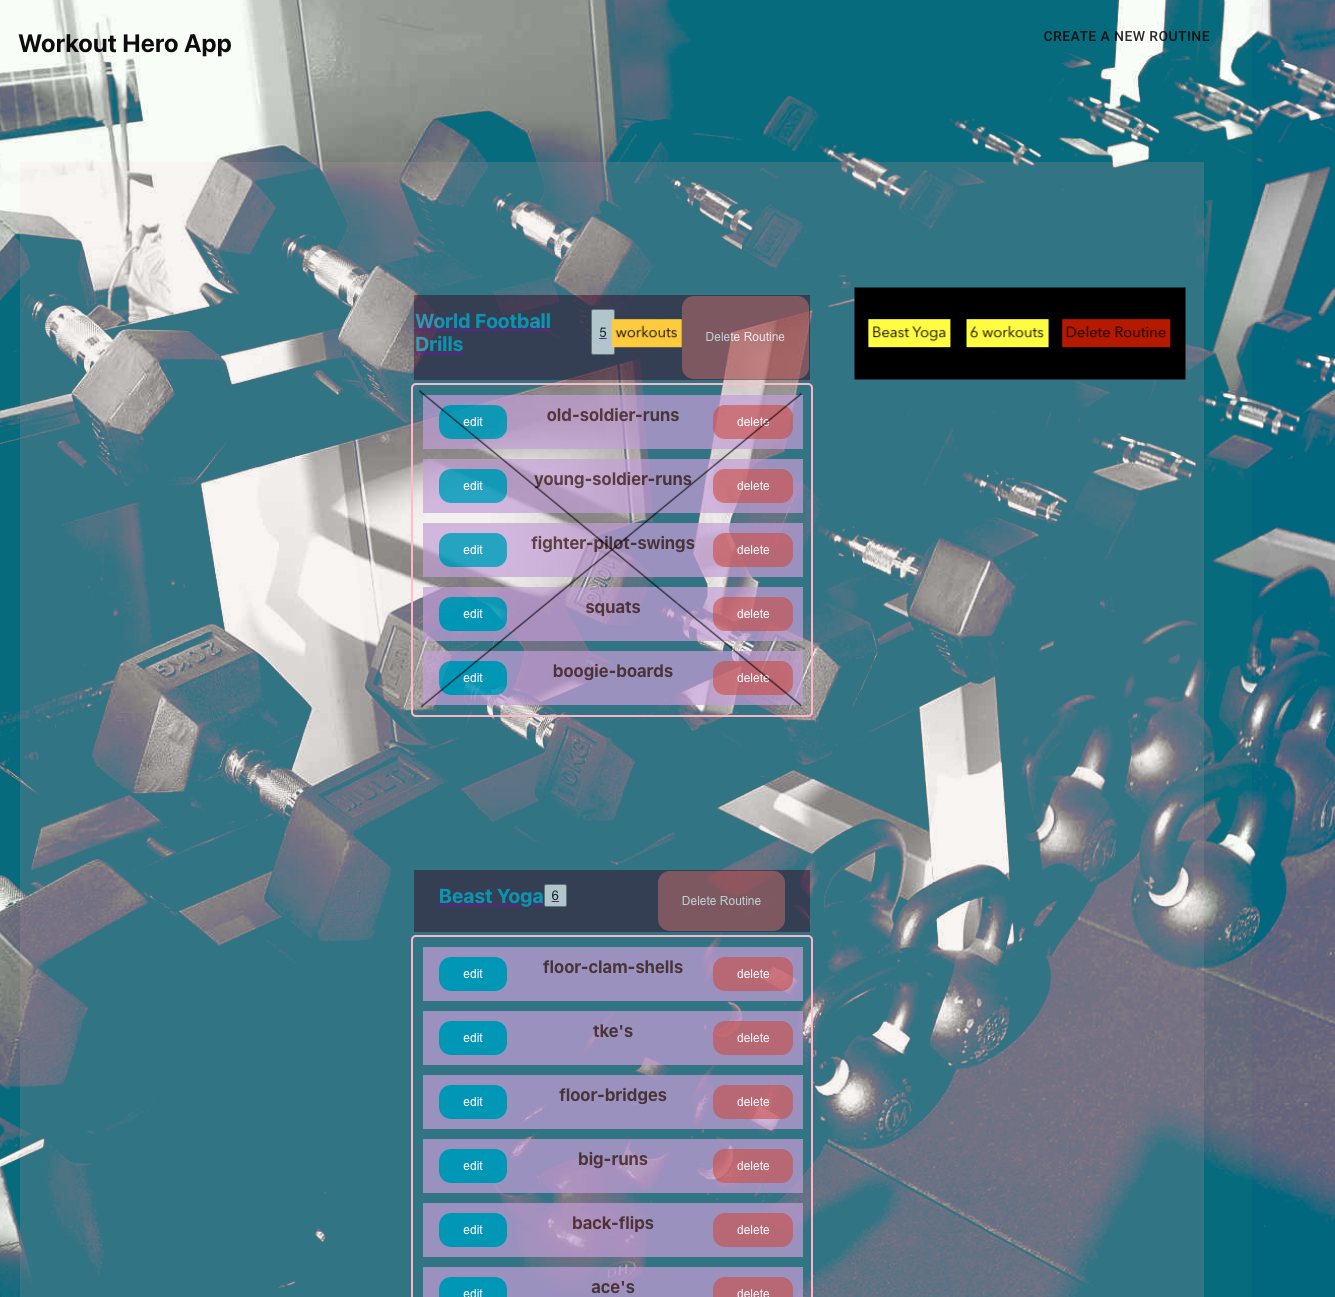 Workout Hero App
CREATE A NEW ROUTINE
World Football
Drills
5
workouts
Delete Routine
Beast Yoga
6 workouts
Delete Routine
edit
old-soldier-runs
delete
edit
young-soldier-runs
delete
edit
fighter-pilot-swings
delete
edit
squats
delete
edit
boogie-boards
delete
20KG
MULTI
10KG
Beast Yoga
6
Delete Routine
edit
floor-clam-shells
delete
edit
tke's
delete
edit
floor-bridges
delete
edit
big-runs
delete
edit
back-flips
delete
edit
ace's
delete